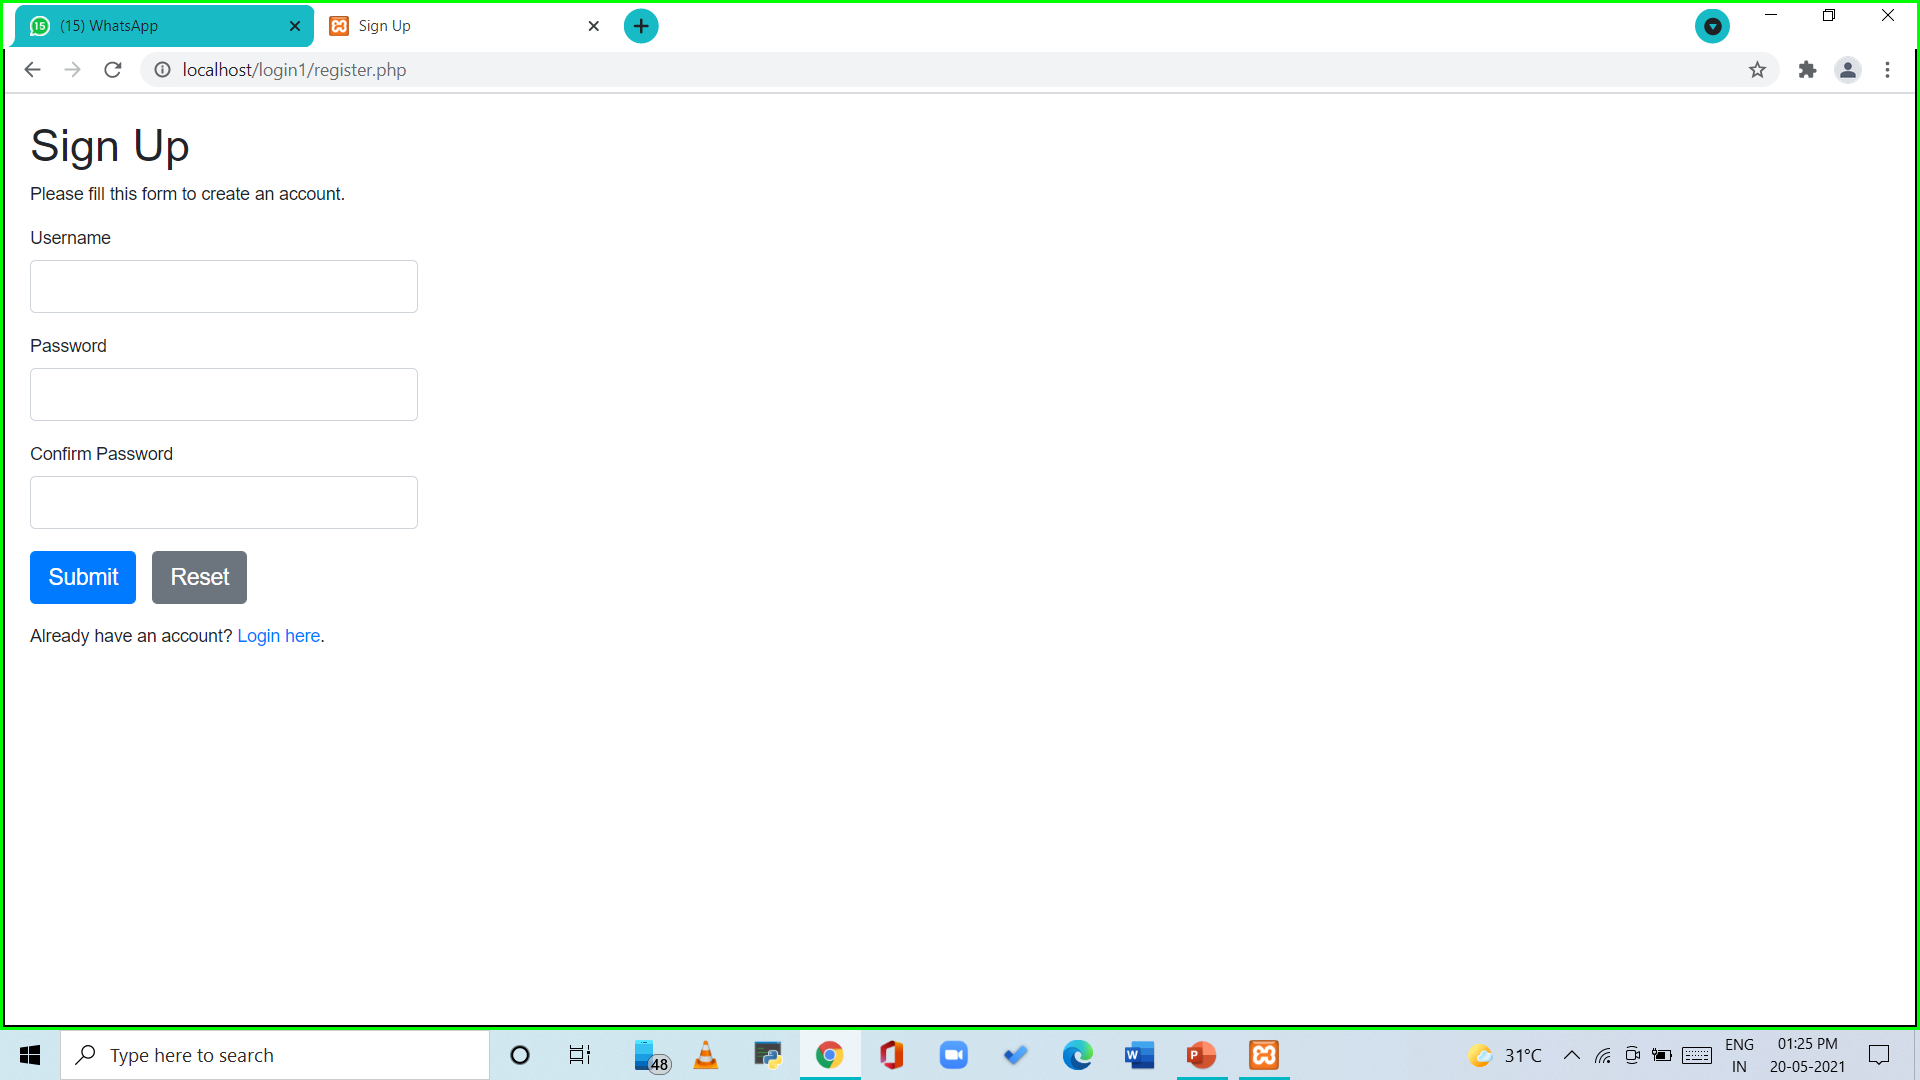 (15) WhatsApp
Sign Up
localhost/login1/register.php
Sign Up
Please fill this form to create an account.
Username
Password
Confirm Password
Submit Reset
Already have an account? Login here.
Type here to search
48
31°C
ENG
IN
01:25 PM
20-05-2021